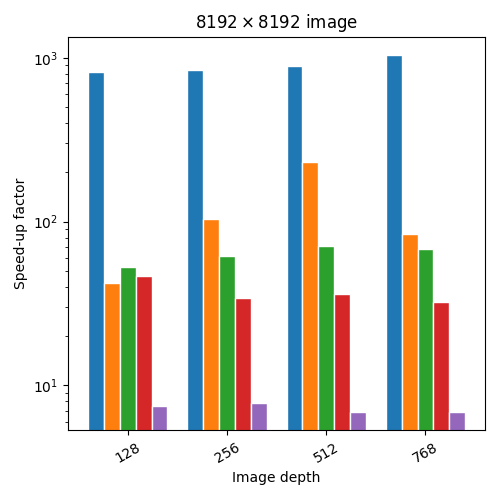 8192 × 8192 image
Speed-up factor
10³
10²
10¹
128
256
512
768
Image depth